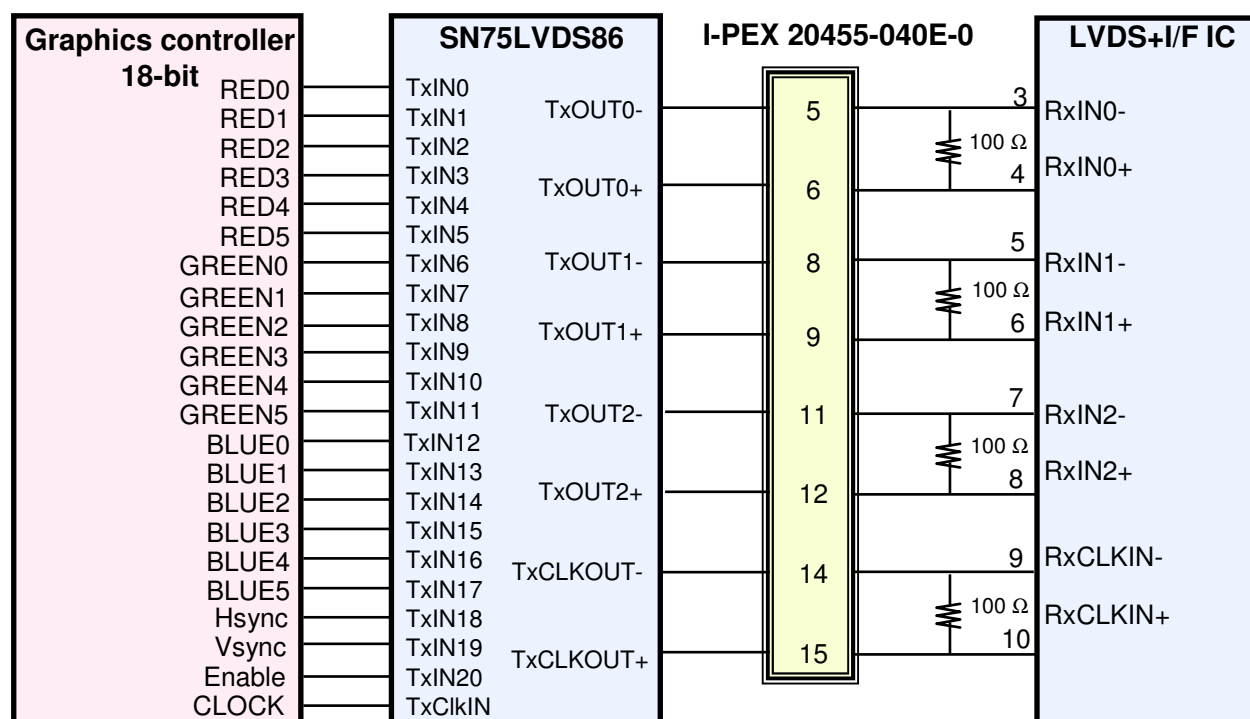 Graphics controller
18-bit
RED0
RED1
RED2
RED3
RED4
RED5
GREEN0
GREEN1
GREEN2
GREEN3
GREEN4
GREEN5
BLUE0
BLUE1
BLUE2
BLUE3
BLUE4
BLUE5
Hsync
Vsync
Enable
CLOCK
SN75LVDS86
TxIN0
TxIN1
TxIN2
TxIN3
TxIN4
TxIN5
TxIN6
TxIN7
TxIN8
TxIN9
TxIN10
TxIN11
TxIN12
TxIN13
TxIN14
TxIN15
TxIN16
TxIN17
TxIN18
TxIN19
TxIN20
TxClkIN
TxOUT0-
TxOUT0+
TxOUT1-
TxOUT1+
TxOUT2-
TxOUT2+
TxCLKOUT-
TxCLKOUT+
I-PEX 20455-040E-0
5
6
8
9
11
12
14
15
3
100 Ω
4
5
100 Ω
6
7
100 Ω
8
9
100 Ω
10
LVDS+I/F IC
RxIN0-
RxIN0+
RxIN1-
RxIN1+
RxIN2-
RxIN2+
RxCLKIN-
RxCLKIN+